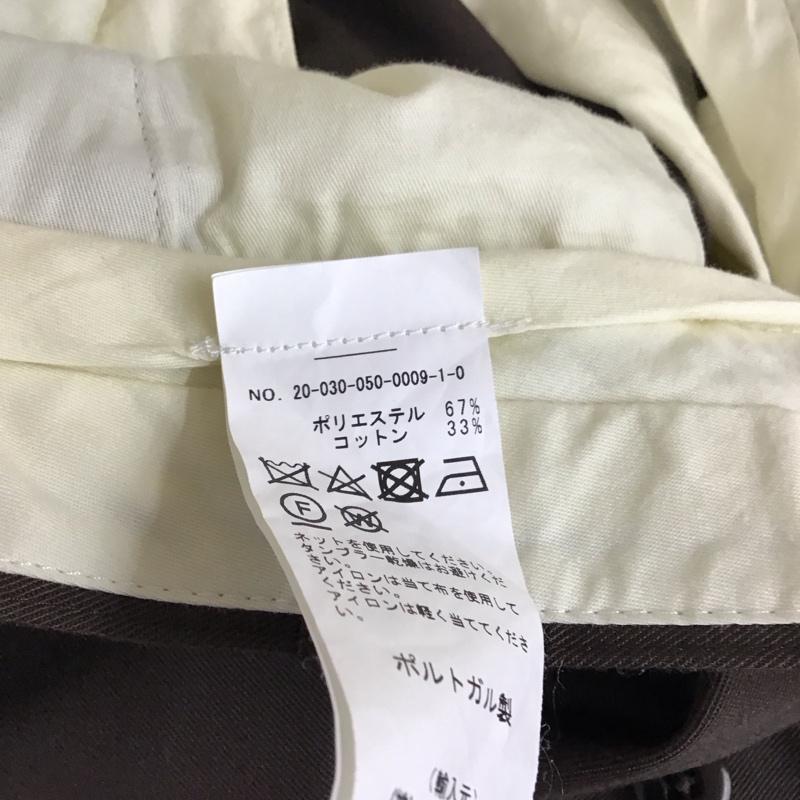 NO. 20-030-050-0009-1-0
ポリエステル 67%
コットン 33%
F
W
ネットを使用してください。
タンブラー乾燥はお避けくだ
さい。
アイロンは当て布を使用して
ください。
アイロンは軽く当ててくださ
い。
ポルトガル製
(輸入元)